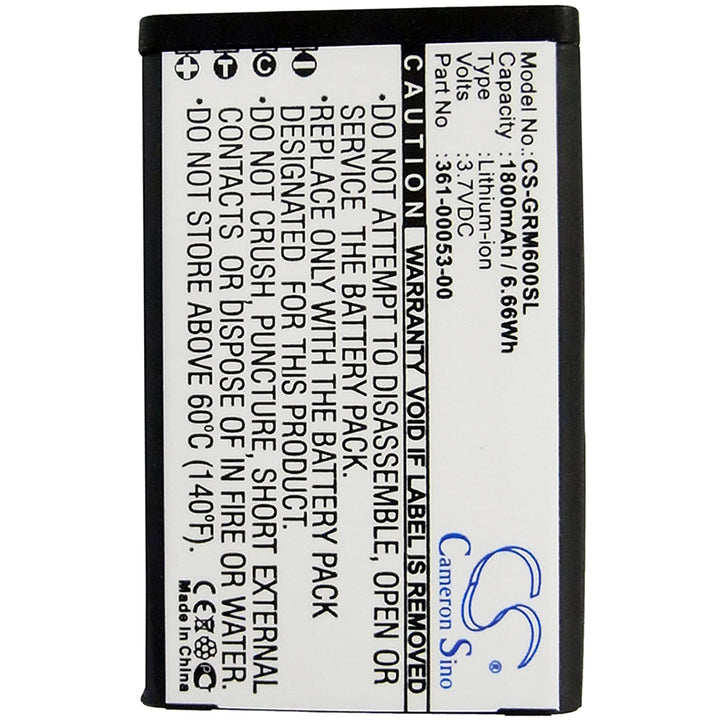 Model No.:CS-GRM600SL
Capacity :1800mAh / 6.66Wh
Type :Lithium-ion
Volts :3.7VDC
Part No :361-00053-00
CS®
Cameron Sino
CAUTION WARRANTY VOID IF LABEL IS REMOVED
•DO NOT ATTEMPT TO DISASSEMBLE, OPEN OR
SERVICE THE BATTERY PACK.
•REPLACE ONLY WITH THE BATTERY PACK
DESIGNATED FOR THIS PRODUCT.
•DO NOT CRUSH, PUNCTURE, SHORT EXTERNAL
CONTACTS OR DISPOSE OF IN FIRE OR WATER.
•DO NOT STORE ABOVE 60°C (140°F).
+ T C -
CE
Made in China